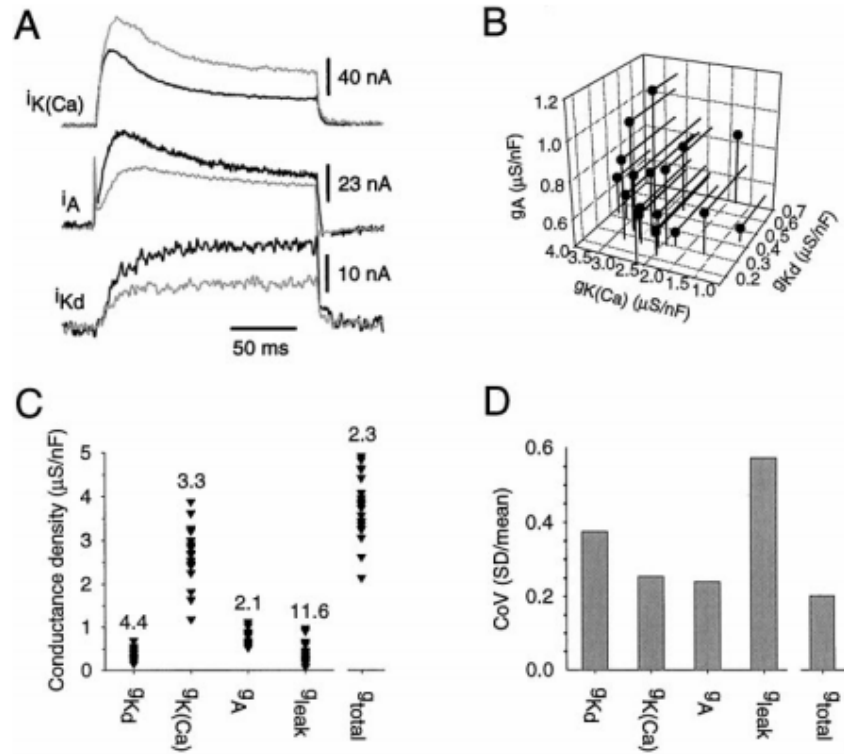 A
iK(Ca)
40 nA
iA
23 nA
iKd
10 nA
50 ms
B
gA (µS/nF)
1.2
1.0
0.8
0.6
4.0
3.5
3.0
2.5
2.0
1.5
1.0
gK(Ca) (µS/nF)
0.2
0.3
0.4
0.5
0.6
0.7
gKd (µS/nF)
C
Conductance density (µS/nF)
5
4
3
2
1
0
4.4
3.3
2.1
11.6
2.3
gKd
gK(Ca)
gA
gleak
gtotal
D
CoV (SD/mean)
0.6
0.4
0.2
0.0
gKd
gK(Ca)
gA
gleak
gtotal